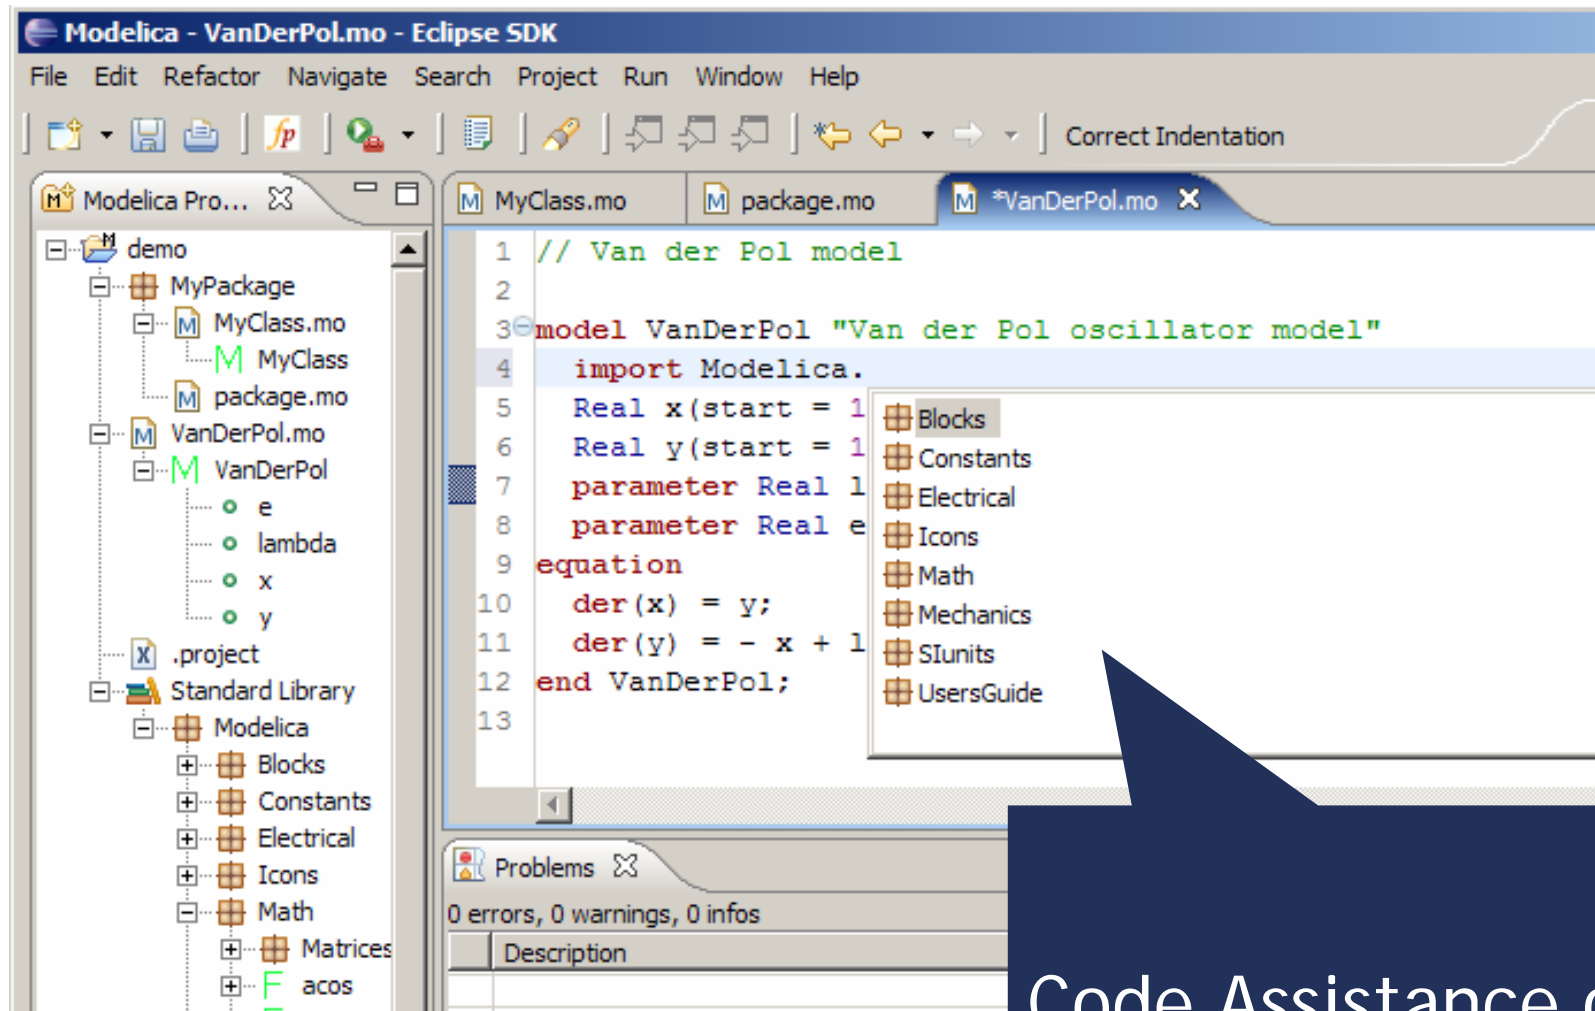 Modelica - VanDerPol.mo - Eclipse SDK
File Edit Refactor Navigate Search Project Run Window Help
fp Correct Indentation
Modelica Pro...
demo
MyPackage
MyClass.mo
MyClass
package.mo
VanDerPol.mo
VanDerPol
e
lambda
x
y
.project
Standard Library
Modelica
Blocks
Constants
Electrical
Icons
Math
Matrices
acos
MyClass.mo package.mo *VanDerPol.mo
1 // Van der Pol model
2
3 model VanDerPol "Van der Pol oscillator model"
4 import Modelica.
5 Real x(start = 1
6 Real y(start = 1
7 parameter Real l
8 parameter Real e
9 equation
10 der(x) = y;
11 der(y) = - x + l
12 end VanDerPol;
13
Blocks
Constants
Electrical
Icons
Math
Mechanics
SIunits
UsersGuide
Problems
0 errors, 0 warnings, 0 infos
Description
Code Assistance